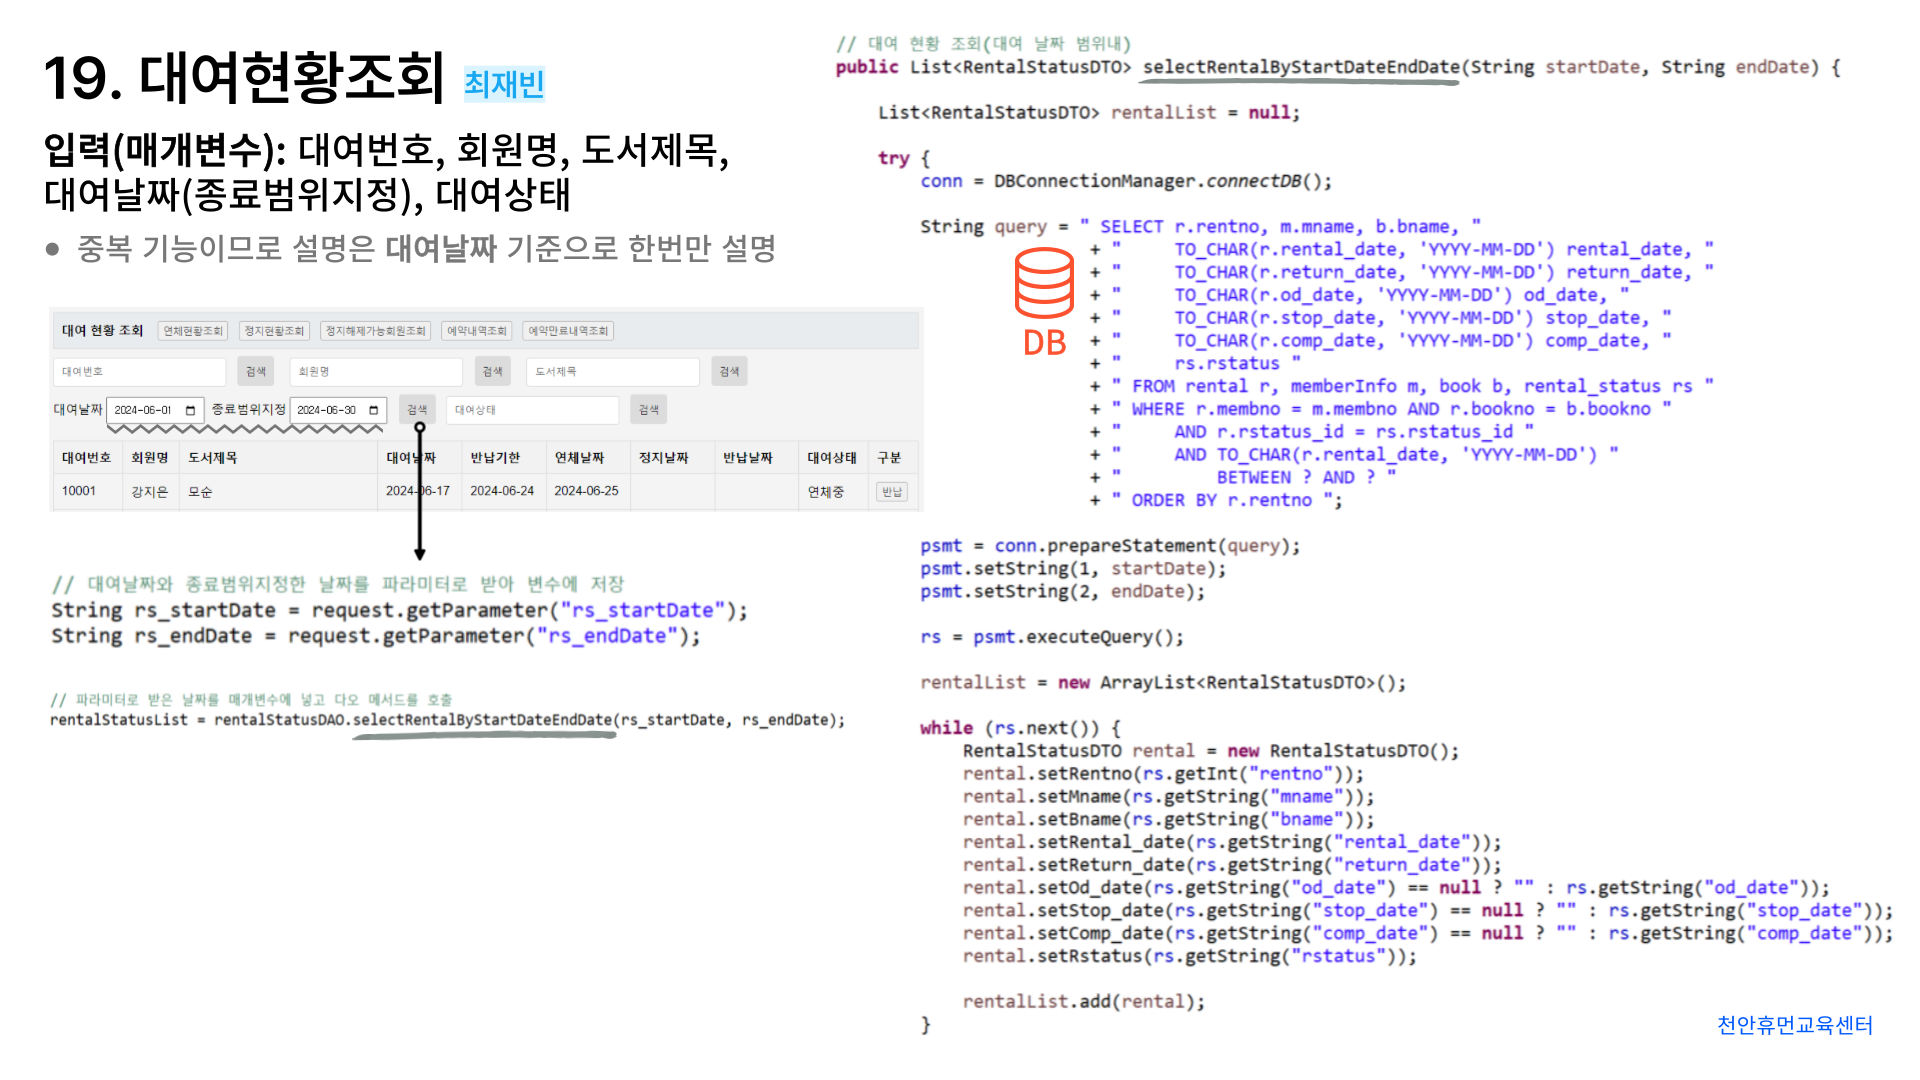 19. 대여현황조회 최재빈
입력(매개변수): 대여번호, 회원명, 도서제목,
대여날짜(종료범위지정), 대여상태
● 중복 기능이므로 설명은 대여날짜 기준으로 한번만 설명
대여 현황 조회 연체현황조회 정지현황조회 정지해제가능회원조회 예약내역조회 예약만료내역조회
대여번호 검색 회원명 검색 도서제목 검색
대여날짜 2024-06-01 종료범위지정 2024-06-30 검색 대여상태 검색
대여번호 회원명 도서제목 대여날짜 반납기한 연체날짜 정지날짜 반납날짜 대여상태 구분
10001 강지은 모순 2024-06-17 2024-06-24 2024-06-25 연체중 반납
// 대여날짜와 종료범위지정한 날짜를 파라미터로 받아 변수에 저장
String rs_startDate = request.getParameter("rs_startDate");
String rs_endDate = request.getParameter("rs_endDate");
// 파라미터로 받은 날짜를 매개변수에 넣고 다오 메서드를 호출
rentalStatusList = rentalStatusDAO.selectRentalByStartDateEndDate(rs_startDate, rs_endDate);
// 대여 현황 조회(대여 날짜 범위내)
public List<RentalStatusDTO> selectRentalByStartDateEndDate(String startDate, String endDate) {
List<RentalStatusDTO> rentalList = null;
try {
conn = DBConnectionManager.connectDB();
String query = " SELECT r.rentno, m.mname, b.bname, "
+ "     TO_CHAR(r.rental_date, 'YYYY-MM-DD') rental_date, "
+ "     TO_CHAR(r.return_date, 'YYYY-MM-DD') return_date, "
+ "     TO_CHAR(r.od_date, 'YYYY-MM-DD') od_date, "
+ "     TO_CHAR(r.stop_date, 'YYYY-MM-DD') stop_date, "
+ "     TO_CHAR(r.comp_date, 'YYYY-MM-DD') comp_date, "
+ "     rs.rstatus "
+ " FROM rental r, memberInfo m, book b, rental_status rs "
+ " WHERE r.membno = m.membno AND r.bookno = b.bookno "
+ "     AND r.rstatus_id = rs.rstatus_id "
+ "     AND TO_CHAR(r.rental_date, 'YYYY-MM-DD') "
+ "         BETWEEN ? AND ? "
+ " ORDER BY r.rentno ";
DB
psmt = conn.prepareStatement(query);
psmt.setString(1, startDate);
psmt.setString(2, endDate);
rs = psmt.executeQuery();
rentalList = new ArrayList<RentalStatusDTO>();
while (rs.next()) {
RentalStatusDTO rental = new RentalStatusDTO();
rental.setRentno(rs.getInt("rentno"));
rental.setMname(rs.getString("mname"));
rental.setBname(rs.getString("bname"));
rental.setRental_date(rs.getString("rental_date"));
rental.setReturn_date(rs.getString("return_date"));
rental.setOd_date(rs.getString("od_date") == null ? "" : rs.getString("od_date"));
rental.setStop_date(rs.getString("stop_date") == null ? "" : rs.getString("stop_date"));
rental.setComp_date(rs.getString("comp_date") == null ? "" : rs.getString("comp_date"));
rental.setRstatus(rs.getString("rstatus"));
rentalList.add(rental);
}
천안휴먼교육센터